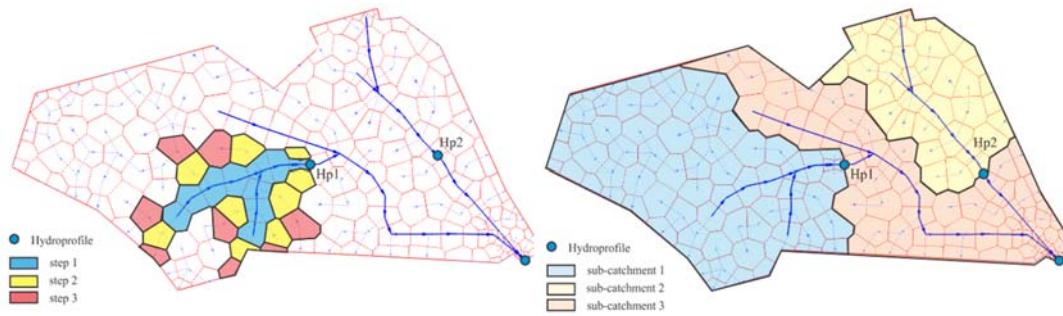 Hp2
Hp1
Hydroprofile
step 1
step 2
step 3
Hp2
Hp1
Hydroprofile
sub-catchment 1
sub-catchment 2
sub-catchment 3